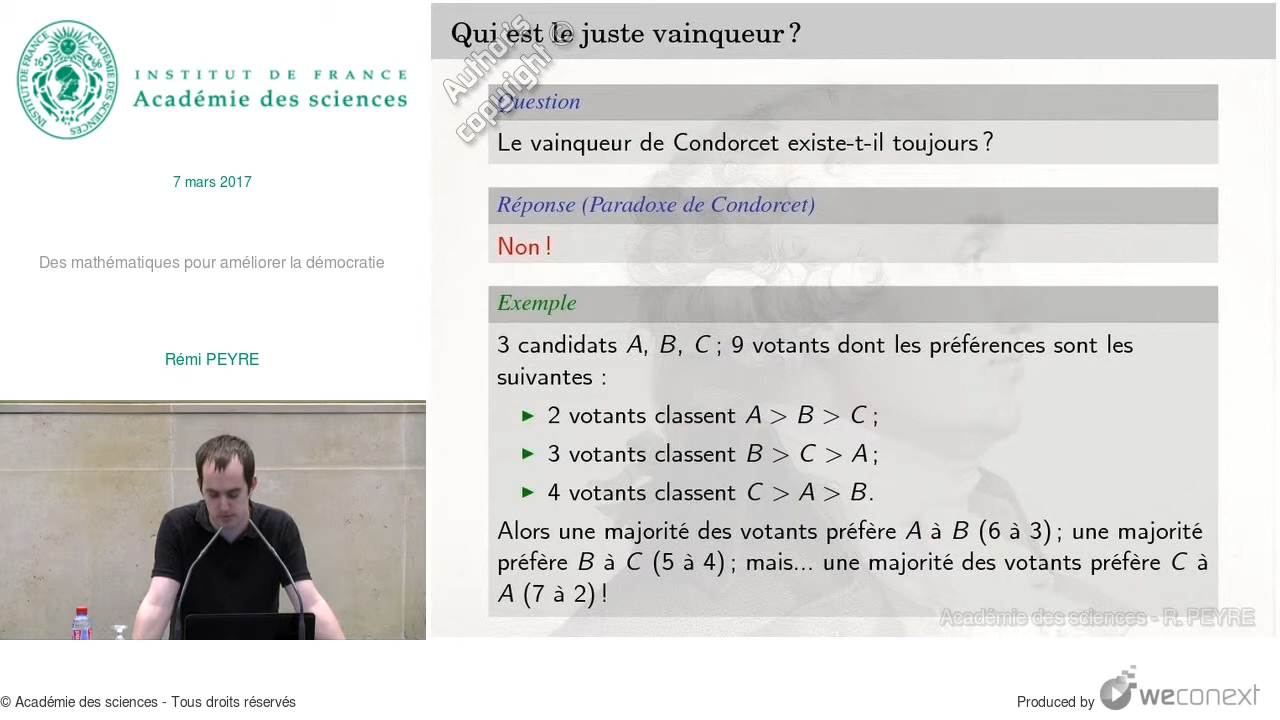 INSTITUT DE FRANCE
Académie des sciences
7 mars 2017
Des mathématiques pour améliorer la démocratie
Rémi PEYRE
Qui est le juste vainqueur ?
Author's
copyright ©
Question
Le vainqueur de Condorcet existe-t-il toujours ?
Réponse (Paradoxe de Condorcet)
Non !
Exemple
3 candidats A, B, C ; 9 votants dont les préférences sont les
suivantes :
▶ 2 votants classent A > B > C ;
▶ 3 votants classent B > C > A ;
▶ 4 votants classent C > A > B.
Alors une majorité des votants préfère A à B (6 à 3) ; une majorité
préfère B à C (5 à 4) ; mais... une majorité des votants préfère C à
A (7 à 2) !
Académie des sciences - R. PEYRE
© Académie des sciences - Tous droits réservés
Produced by weconext